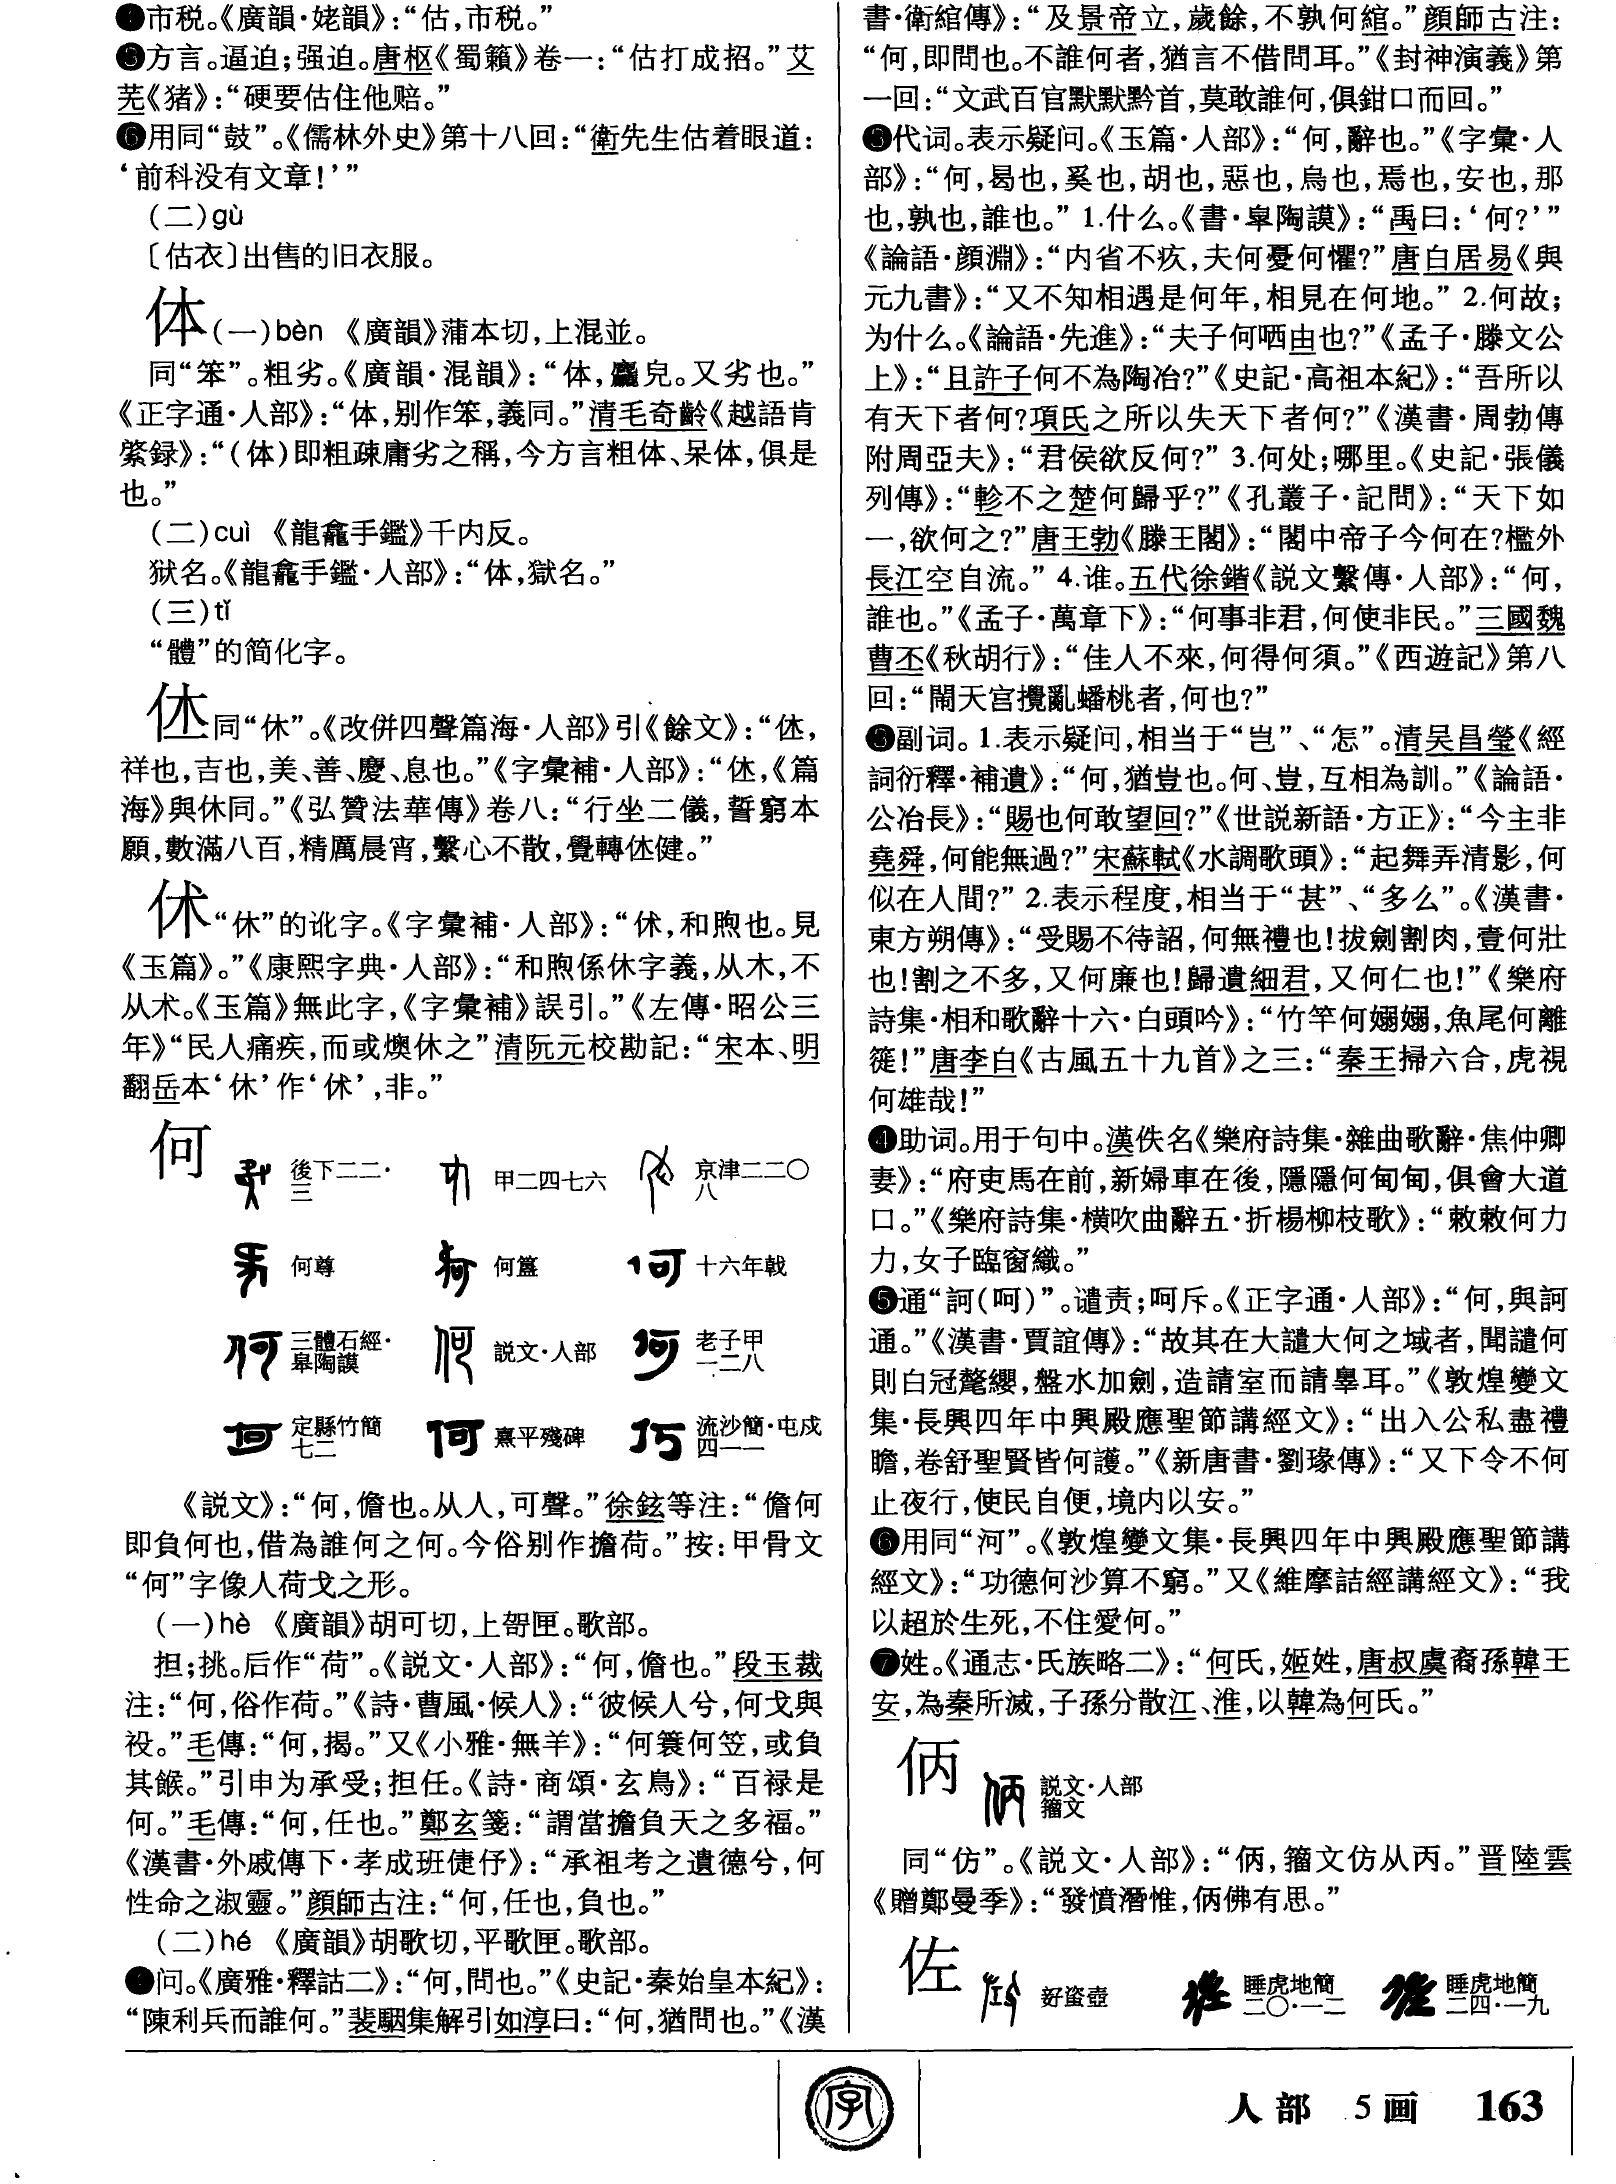 ❹市税。《廣韻·姥韻》：“估，市税。”
❺方言。逼迫；强迫。唐枢《蜀籟》卷一：“估打成招。”艾
芜《猪》：“硬要估住他赔。”
❻用同“鼓”。《儒林外史》第十八回：“衛先生估着眼道：
‘前科没有文章！’”
（二）gù
〔估衣〕出售的旧衣服。
体（一）bèn 《廣韻》蒲本切，上混並。
同“笨”。粗劣。《廣韻·混韻》：“体，麤皃。又劣也。”
《正字通·人部》：“体，别作笨，義同。”清毛奇齡《越語肯
綮録》：“（体）即粗疎庸劣之稱，今方言粗体、呆体，俱是
也。”
（二）cuì 《龍龕手鑑》千内反。
狱名。《龍龕手鑑·人部》：“体，獄名。”
（三）tǐ
“體”的简化字。
㑄同“休”。《改併四聲篇海·人部》引《餘文》：“㑄，
祥也，吉也，美、善、慶、息也。”《字彙補·人部》：“㑄，《篇
海》與休同。”《弘贊法華傳》卷八：“行坐二儀，誓窮本
願，數滿八百，精厲晨宵，繫心不散，覺轉㑄健。”
㑣“休”的讹字。《字彙補·人部》：“㑣，和煦也。見
《玉篇》。”《康熙字典·人部》：“和煦係休字義，从木，不
从术。《玉篇》無此字，《字彙補》誤引。”《左傳·昭公三
年》“民人痛疾，而或燠休之”清阮元校勘記：“宋本、明
翻岳本‘休’作‘㑣’，非。”
何 後下二二·三 甲二四七六 京津二二〇八
何尊 何簋 十六年戟
三體石經·皋陶謨 説文·人部 老子甲一二八
定縣竹簡七二 熹平殘碑 流沙簡·屯戍四一一
《説文》：“何，儋也。从人，可聲。”徐鉉等注：“儋何
即負何也，借為誰何之何。今俗别作擔荷。”按：甲骨文
“何”字像人荷戈之形。
（一）hè 《廣韻》胡可切，上哿匣。歌部。
担；挑。后作“荷”。《説文·人部》：“何，儋也。”段玉裁
注：“何，俗作荷。”《詩·曹風·候人》：“彼候人兮，何戈與
祋。”毛傳：“何，揭。”又《小雅·無羊》：“何簑何笠，或負
其餱。”引申为承受；担任。《詩·商頌·玄鳥》：“百禄是
何。”毛傳：“何，任也。”鄭玄箋：“謂當擔負天之多福。”
《漢書·外戚傳下·孝成班倢伃》：“承祖考之遺德兮，何
性命之淑靈。”顔師古注：“何，任也，負也。”
（二）hé 《廣韻》胡歌切，平歌匣。歌部。
❶问。《廣雅·釋詁二》：“何，問也。”《史記·秦始皇本紀》：
“陳利兵而誰何。”裴駰集解引如淳曰：“何，猶問也。”《漢
書·衛綰傳》：“及景帝立，歲餘，不孰何綰。”顔師古注：
“何，即問也。不誰何者，猶言不借問耳。”《封神演義》第
一回：“文武百官默默黔首，莫敢誰何，俱鉗口而回。”
❷代词。表示疑问。《玉篇·人部》：“何，辭也。”《字彙·人
部》：“何，曷也，奚也，胡也，惡也，烏也，焉也，安也，那
也，孰也，誰也。” 1.什么。《書·皋陶謨》：“禹曰：‘何？’”
《論語·顔淵》：“内省不疚，夫何憂何懼？”唐白居易《與
元九書》：“又不知相遇是何年，相見在何地。” 2.何故；
为什么。《論語·先進》：“夫子何哂由也？”《孟子·滕文公
上》：“且許子何不為陶冶？”《史記·高祖本紀》：“吾所以
有天下者何？項氏之所以失天下者何？”《漢書·周勃傳
附周亞夫》：“君侯欲反何？” 3.何处；哪里。《史記·張儀
列傳》：“軫不之楚何歸乎？”《孔叢子·記問》：“天下如
一，欲何之？”唐王勃《滕王閣》：“閣中帝子今何在？檻外
長江空自流。” 4.谁。五代徐鍇《説文繫傳·人部》：“何，
誰也。”《孟子·萬章下》：“何事非君，何使非民。”三國魏
曹丕《秋胡行》：“佳人不來，何得何須。”《西遊記》第八
回：“鬧天宫攪亂蟠桃者，何也？”
❸副词。1.表示疑问，相当于“岂”、“怎”。清吴昌瑩《經
詞衍釋·補遺》：“何，猶豈也。何、豈，互相為訓。”《論語·
公冶長》：“賜也何敢望回？”《世説新語·方正》：“今主非
堯舜，何能無過？”宋蘇軾《水調歌頭》：“起舞弄清影，何
似在人間？” 2.表示程度，相当于“甚”、“多么”。《漢書·
東方朔傳》：“受賜不待詔，何無禮也！拔劍割肉，壹何壯
也！割之不多，又何廉也！歸遺細君，又何仁也！”《樂府
詩集·相和歌辭十六·白頭吟》：“竹竿何嫋嫋，魚尾何離
簁！”唐李白《古風五十九首》之三：“秦王掃六合，虎視
何雄哉！”
❹助词。用于句中。漢佚名《樂府詩集·雜曲歌辭·焦仲卿
妻》：“府吏馬在前，新婦車在後，隱隱何甸甸，俱會大道
口。”《樂府詩集·横吹曲辭五·折楊柳枝歌》：“敕敕何力
力，女子臨窗織。”
❺通“訶（呵）”。谴责；呵斥。《正字通·人部》：“何，與訶
通。”《漢書·賈誼傳》：“故其在大譴大何之域者，聞譴何
則白冠氂纓，盤水加劍，造請室而請辠耳。”《敦煌變文
集·長興四年中興殿應聖節講經文》：“出入公私盡禮
瞻，卷舒聖賢皆何護。”《新唐書·劉瑑傳》：“又下令不何
止夜行，使民自便，境内以安。”
❻用同“河”。《敦煌變文集·長興四年中興殿應聖節講
經文》：“功德何沙算不窮。”又《維摩詰經講經文》：“我
以超於生死，不住愛何。”
❼姓。《通志·氏族略二》：“何氏，姬姓，唐叔虞裔孫韓王
安，為秦所滅，子孫分散江、淮，以韓為何氏。”
㑂 説文·人部籀文
同“仿”。《説文·人部》：“㑂，籀文仿从丙。”晋陸雲
《贈鄭曼季》：“發憤潛惟，㑂佛有思。”
佐 好蚉壺 睡虎地簡二〇·一二 睡虎地簡二四·一九
字 人部 5画 163